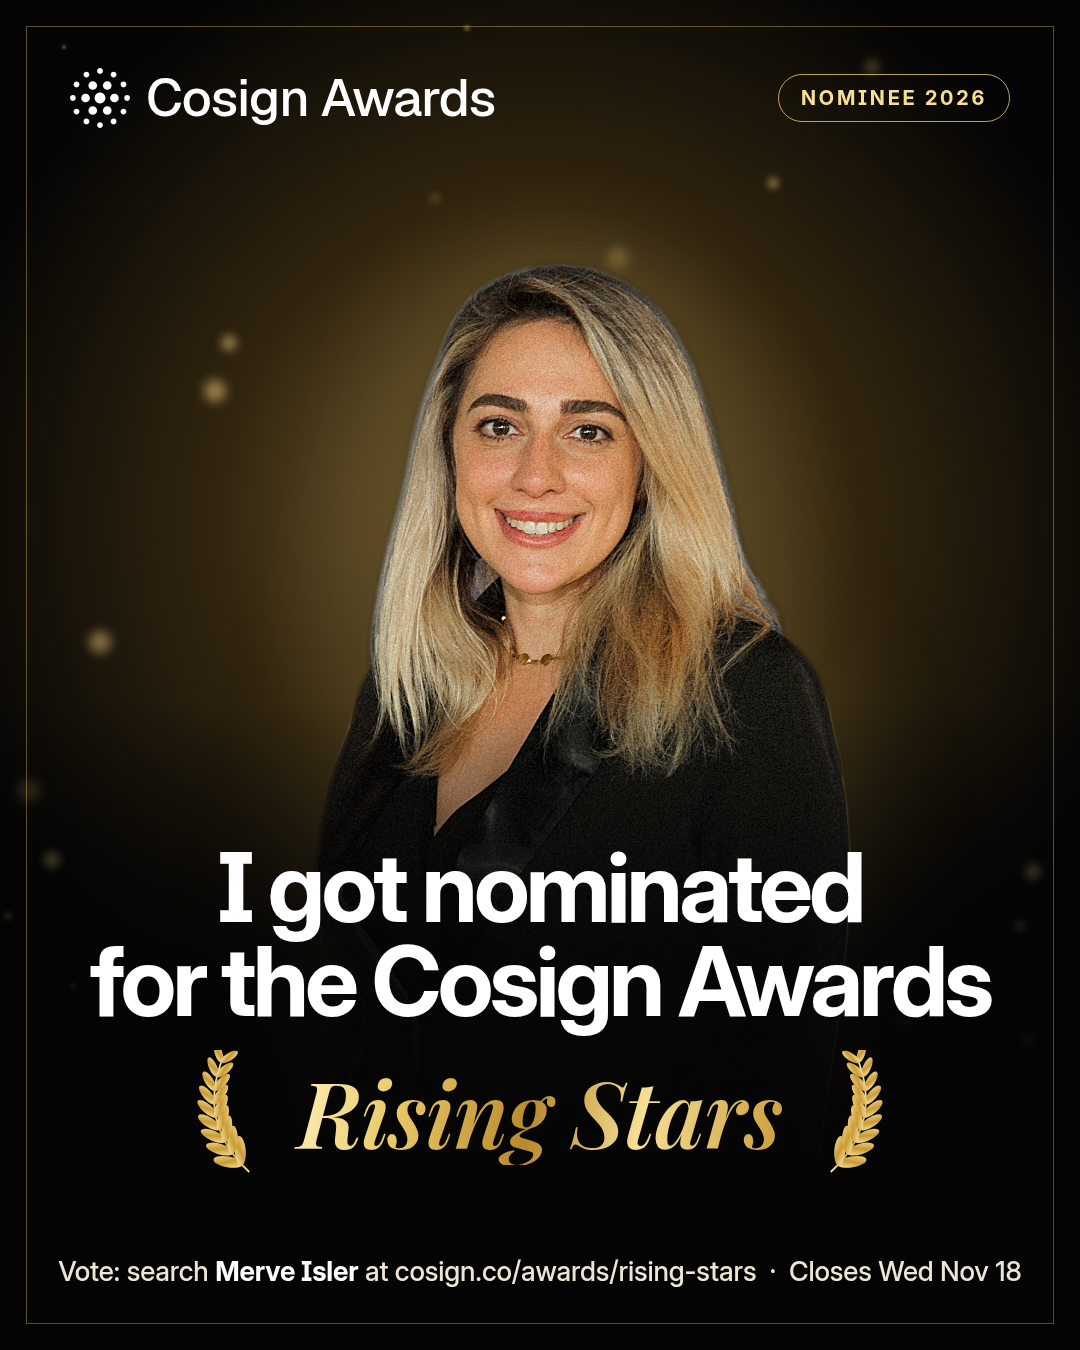 Cosign Awards
NOMINEE 2026
I got nominated
for the Cosign Awards
Rising Stars
Vote: search Merve Isler at cosign.co/awards/rising-stars · Closes Wed Nov 18